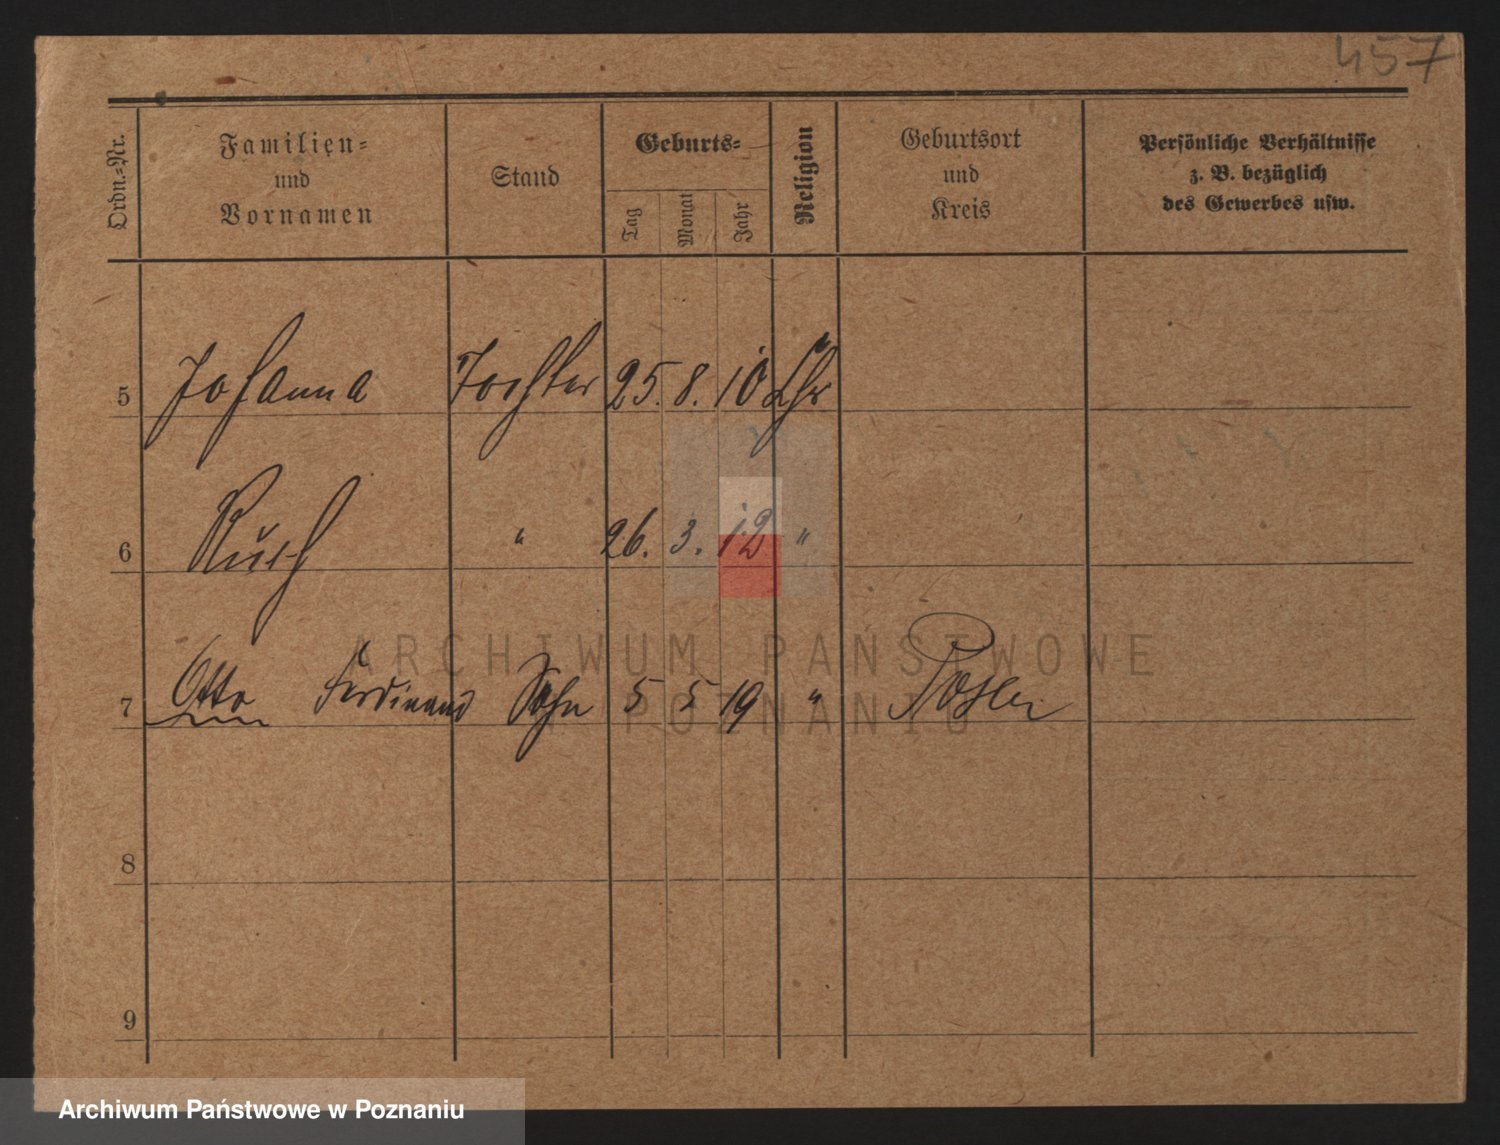 457
Ordn.-Nr.
Familien-
und
Vornamen
Stand
Geburts-
Tag
Monat
Jahr
Religion
Geburtsort
und
Kreis
Persönliche Verhältnisse
z. B. bezüglich
des Gewerbes usw.
5 Johanna Tochter 25. 8. 10
6 Ruth " 26. 3. 12 "
ARCHIWUM PAŃSTWOWE
7 Otto Ferdinand Sohn 5 5 19 " Posen
W POZNANIU
8
9
Archiwum Państwowe w Poznaniu